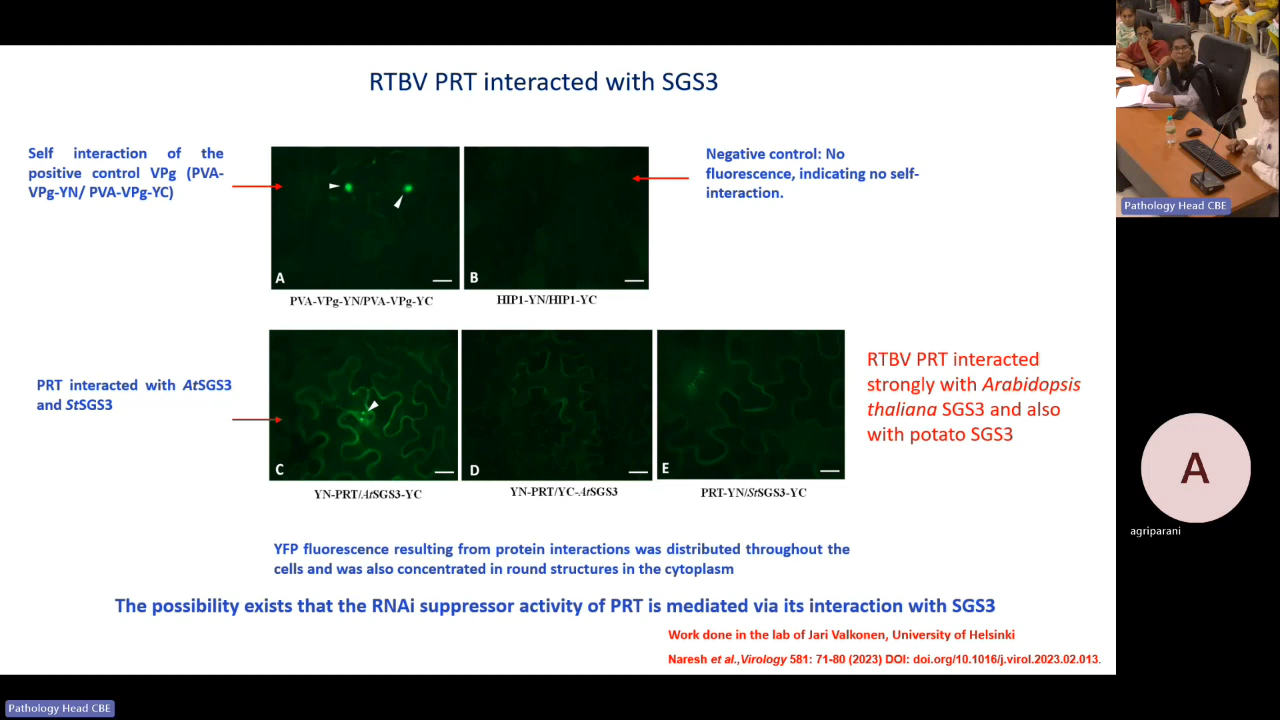 RTBV PRT interacted with SGS3
Self interaction of the
positive control VPg (PVA-
VPg-YN/ PVA-VPg-YC)
Negative control: No
fluorescence, indicating no self-
interaction.
A
B
PVA-VPg-YN/PVA-VPg-YC
HIP1-YN/HIP1-YC
PRT interacted with AtSGS3
and StSGS3
C
D
E
YN-PRT/AtSGS3-YC
YN-PRT/YC-AtSGS3
PRT-YN/StSGS3-YC
RTBV PRT interacted
strongly with Arabidopsis
thaliana SGS3 and also
with potato SGS3
YFP fluorescence resulting from protein interactions was distributed throughout the
cells and was also concentrated in round structures in the cytoplasm
The possibility exists that the RNAi suppressor activity of PRT is mediated via its interaction with SGS3
Work done in the lab of Jari Valkonen, University of Helsinki
Naresh et al.,Virology 581: 71-80 (2023) DOI: doi.org/10.1016/j.virol.2023.02.013.
Pathology Head CBE
A
agriparani
Pathology Head CBE